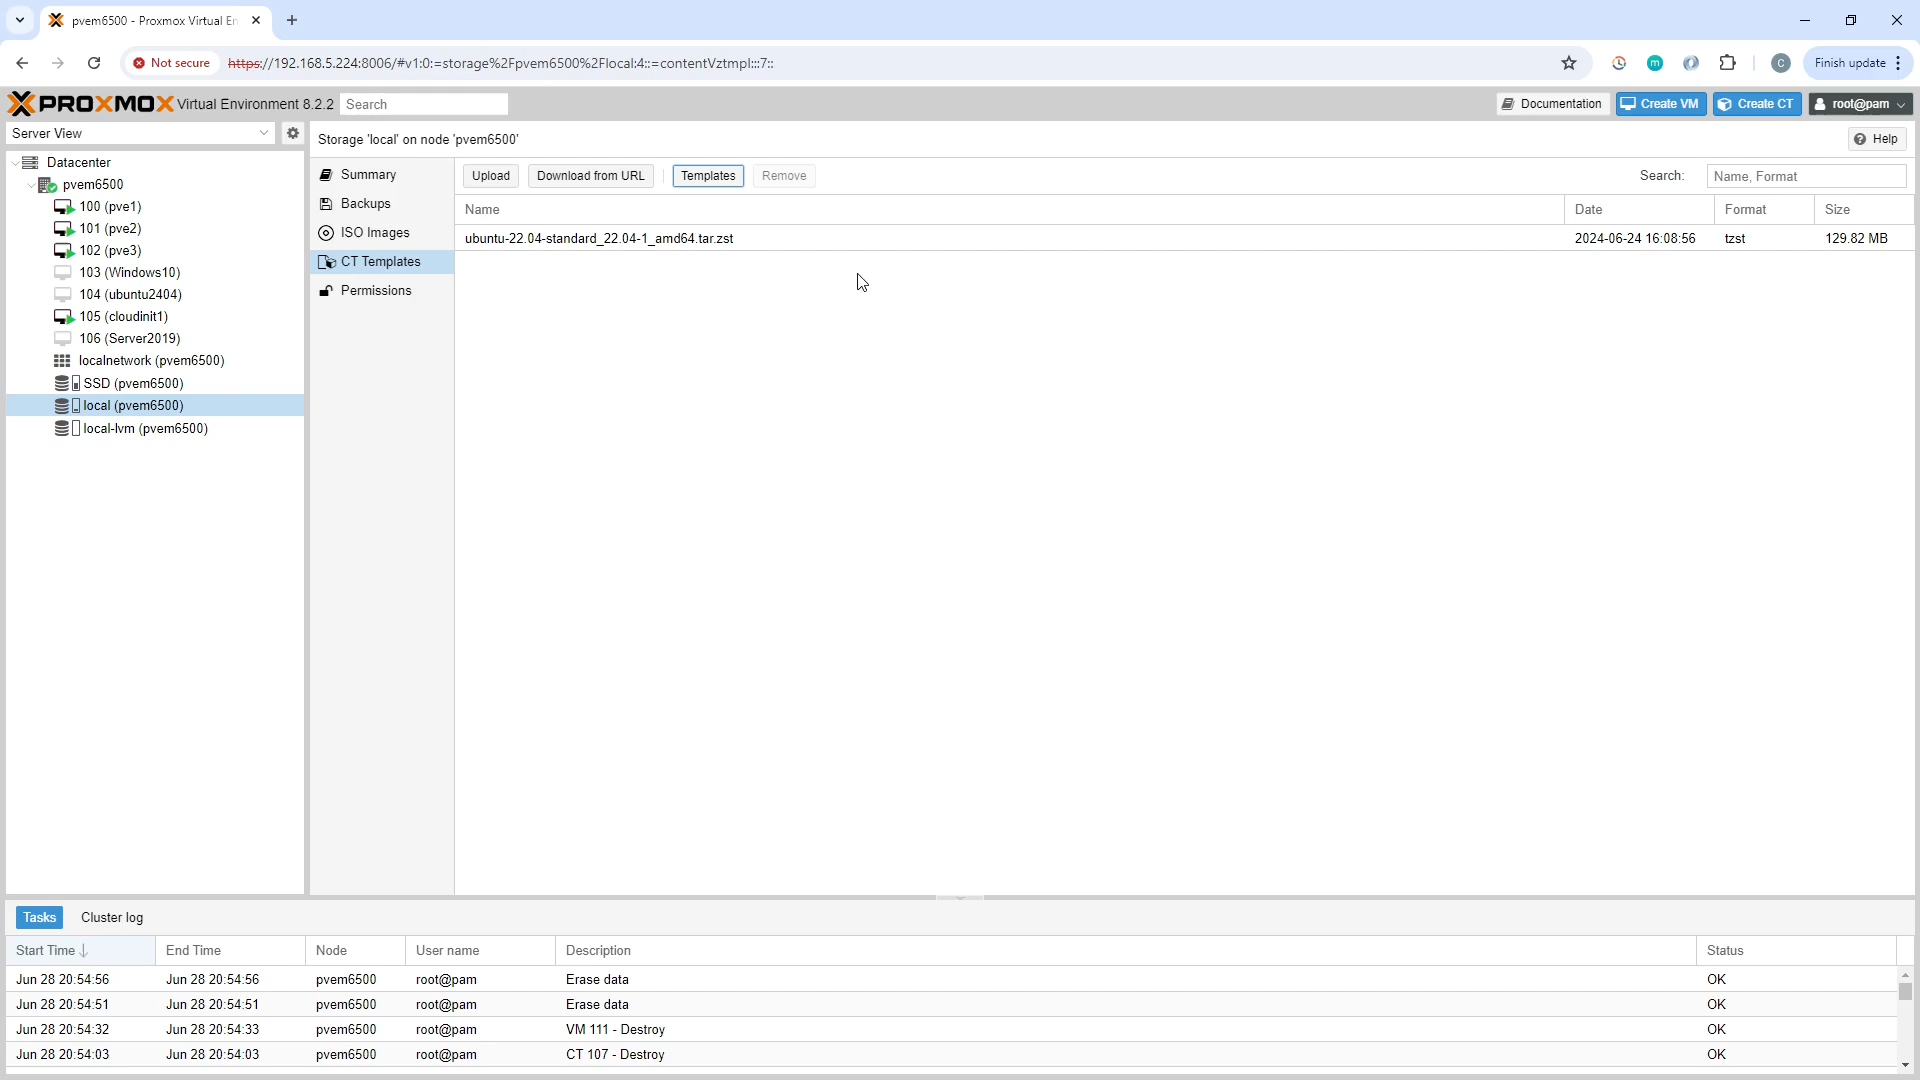 pvem6500 - Proxmox Virtual En
Not secure
https://192.168.5.224:8006/#v1:0:=storage%2Fpvem6500%2Flocal:4::=contentVztmpl:::7::
m
C
Finish update
PROXMOX Virtual Environment 8.2.2
Search
Documentation
Create VM
Create CT
root@pam
Server View
Storage 'local' on node 'pvem6500'
Help
Datacenter
pvem6500
100 (pve1)
101 (pve2)
102 (pve3)
103 (Windows10)
104 (ubuntu2404)
105 (cloudinit1)
106 (Server2019)
localnetwork (pvem6500)
SSD (pvem6500)
local (pvem6500)
local-lvm (pvem6500)
Summary
Backups
ISO Images
CT Templates
Permissions
Upload
Download from URL
Templates
Remove
Search:
Name, Format
Name
Date
Format
Size
ubuntu-22.04-standard_22.04-1_amd64.tar.zst
2024-06-24 16:08:56
tzst
129.82 MB
Tasks
Cluster log
Start Time
End Time
Node
User name
Description
Status
Jun 28 20:54:56
Jun 28 20:54:56
pvem6500
root@pam
Erase data
OK
Jun 28 20:54:51
Jun 28 20:54:51
pvem6500
root@pam
Erase data
OK
Jun 28 20:54:32
Jun 28 20:54:33
pvem6500
root@pam
VM 111 - Destroy
OK
Jun 28 20:54:03
Jun 28 20:54:03
pvem6500
root@pam
CT 107 - Destroy
OK